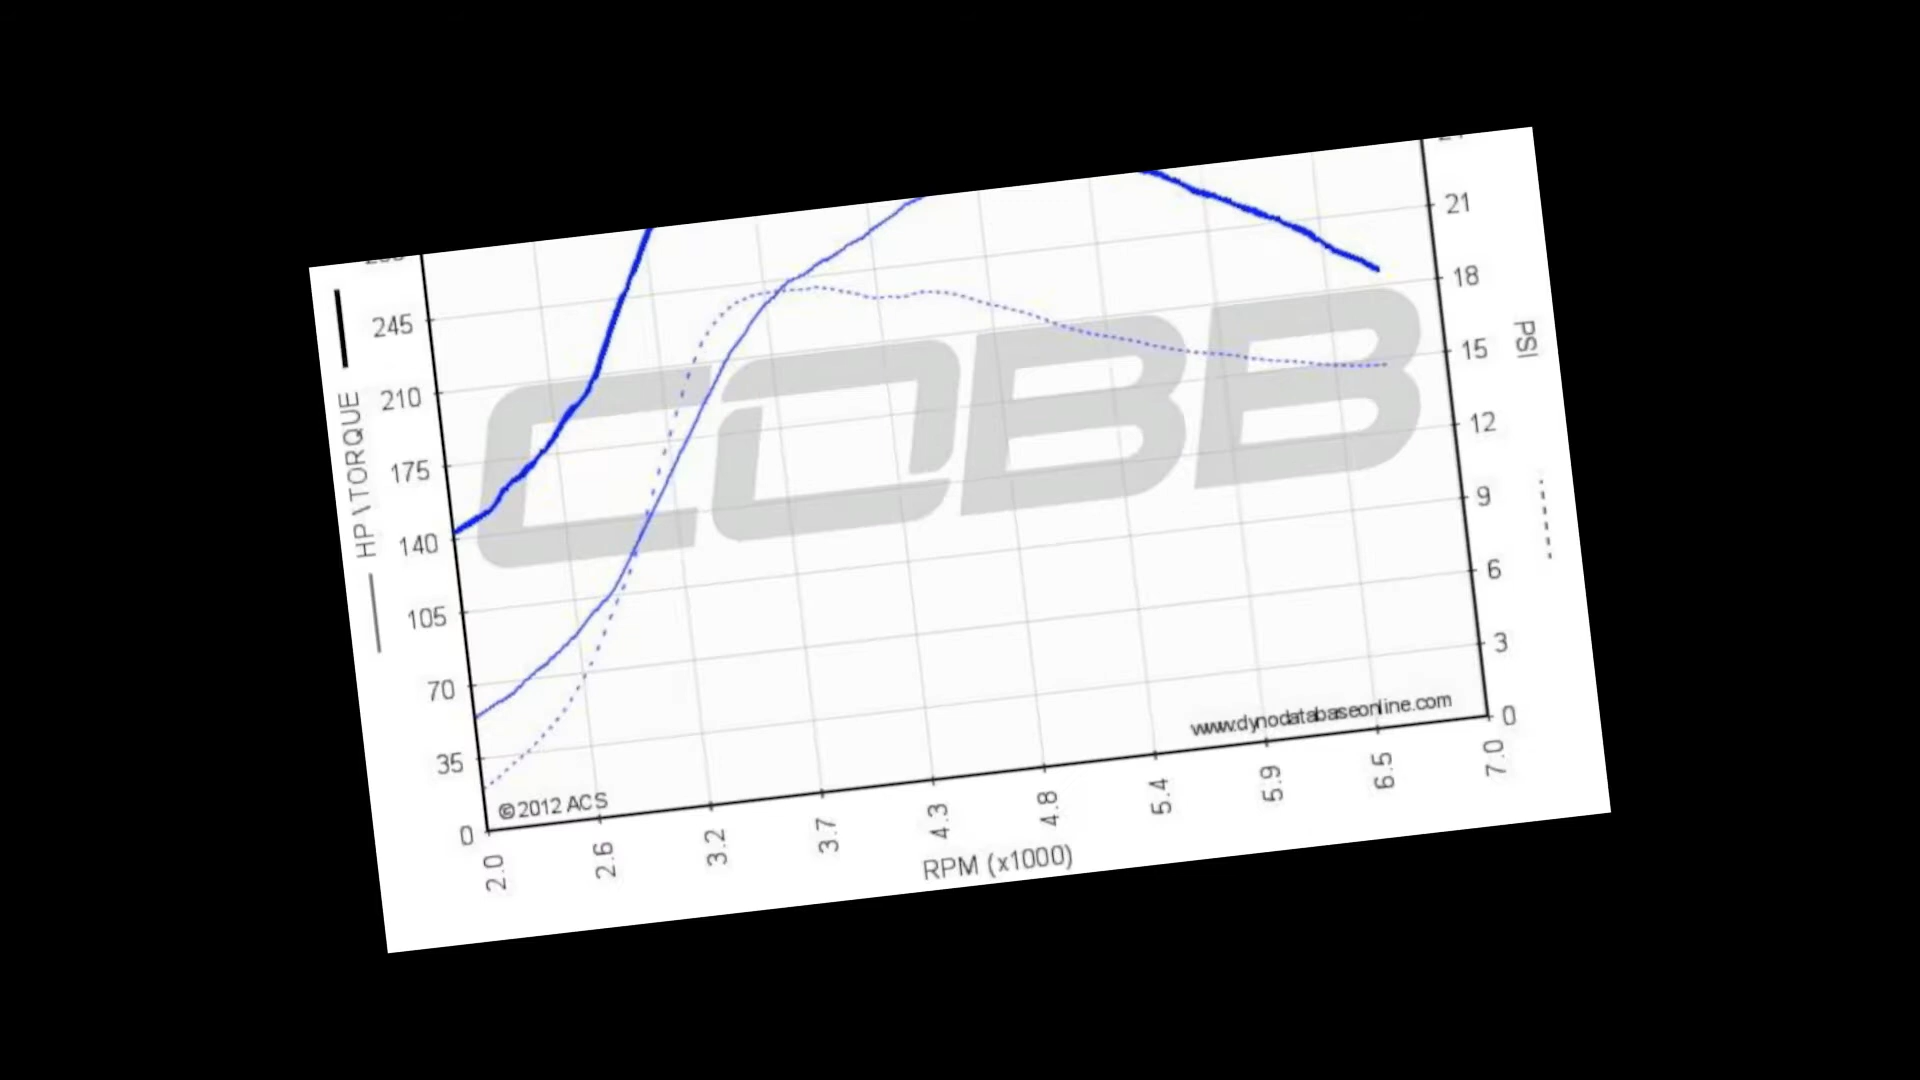 245
210
175
140
105
70
35
0
HP\TORQUE
COBB
21
18
15
12
9
6
3
0
PSI
www.dynodatabaseonline.com
©2012 ACS
2.0 2.6 3.2 3.7 4.3 4.8 5.4 5.9 6.5 7.0
RPM (x1000)